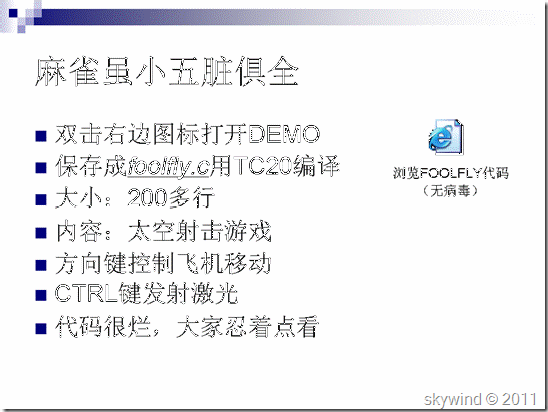 麻雀虽小五脏俱全
双击右边图标打开DEMO
保存成foolfly.c用TC20编译
大小：200多行
内容：太空射击游戏
方向键控制飞机移动
CTRL键发射激光
代码很烂，大家忍着点看
浏览FOOLFLY代码
（无病毒）
skywind © 2011